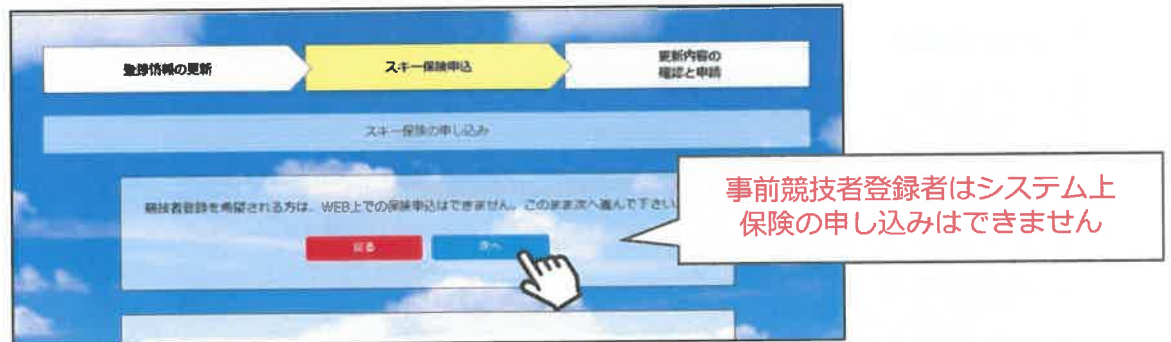 登録情報の更新
スキー保険申込
更新内容の
確認と申請
スキー保険の申し込み
競技者登録を希望される方は、WEB上での保険申込はできません。このまま次へ進んで下さい。
戻る
次へ
事前競技者登録者はシステム上
保険の申し込みはできません